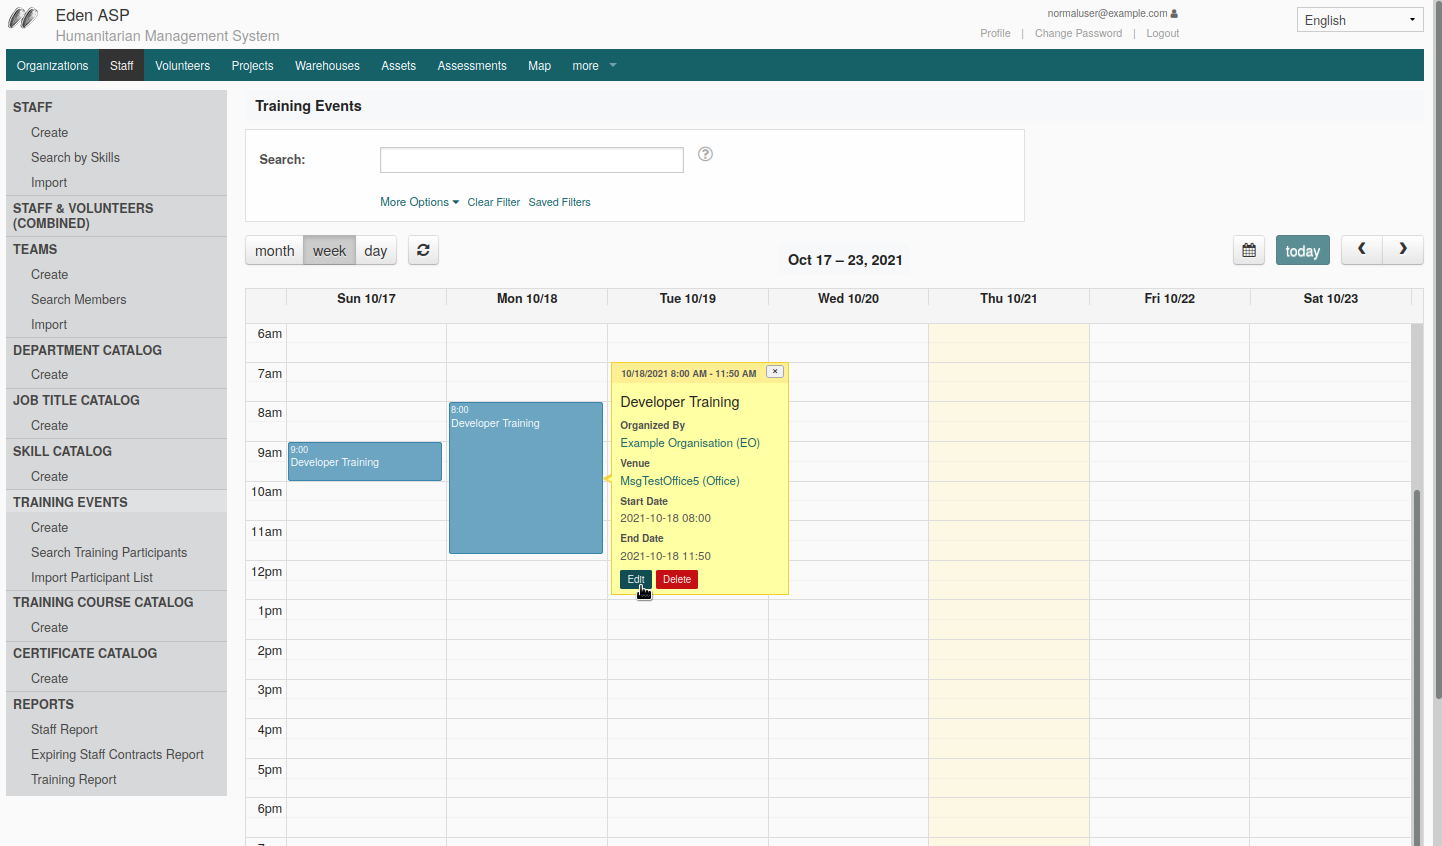 Eden ASP
Humanitarian Management System
normaluser@example.com
Profile | Change Password | Logout
English
Organizations Staff Volunteers Projects Warehouses Assets Assessments Map more
STAFF
Create
Search by Skills
Import
STAFF & VOLUNTEERS
(COMBINED)
TEAMS
Create
Search Members
Import
DEPARTMENT CATALOG
Create
JOB TITLE CATALOG
Create
SKILL CATALOG
Create
TRAINING EVENTS
Create
Search Training Participants
Import Participant List
TRAINING COURSE CATALOG
Create
CERTIFICATE CATALOG
Create
REPORTS
Staff Report
Expiring Staff Contracts Report
Training Report
Training Events
Search:
?
More Options Clear Filter Saved Filters
month week day
Oct 17 – 23, 2021
today
Sun 10/17 Mon 10/18 Tue 10/19 Wed 10/20 Thu 10/21 Fri 10/22 Sat 10/23
6am
7am
8am
9am
10am
11am
12pm
1pm
2pm
3pm
4pm
5pm
6pm
9:00
Developer Training
8:00
Developer Training
10/18/2021 8:00 AM - 11:50 AM ×
Developer Training
Organized By
Example Organisation (EO)
Venue
MsgTestOffice5 (Office)
Start Date
2021-10-18 08:00
End Date
2021-10-18 11:50
Edit Delete